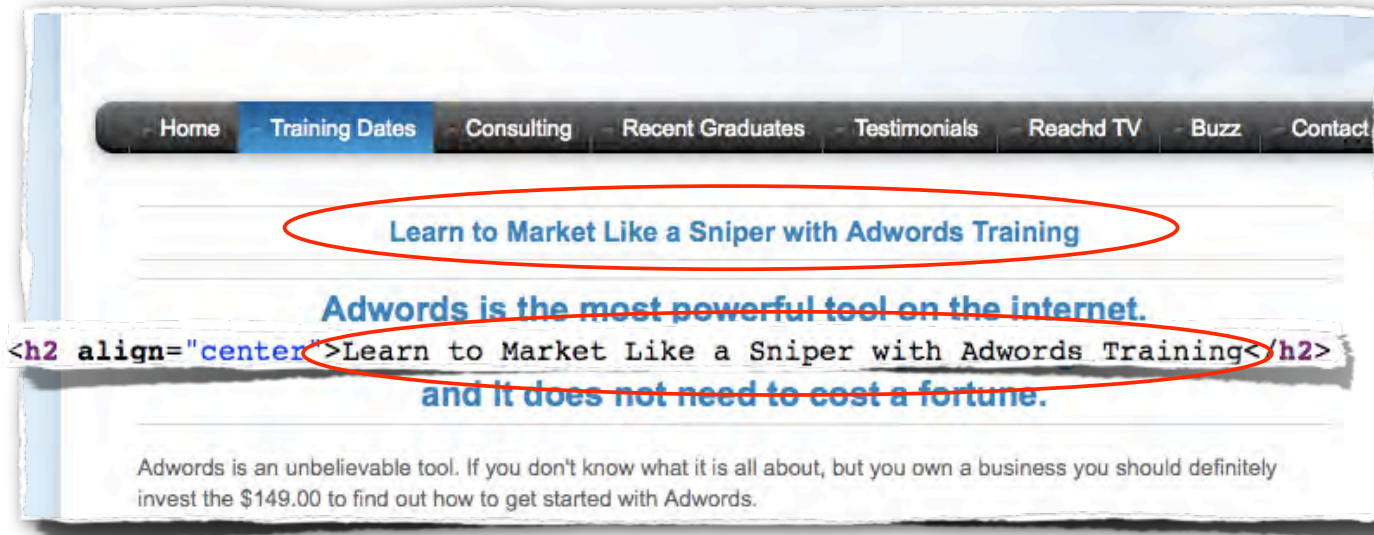 Home Training Dates Consulting Recent Graduates Testimonials Reachd TV Buzz Contact
Learn to Market Like a Sniper with Adwords Training
Adwords is the most powerful tool on the internet.
<h2 align="center">Learn to Market Like a Sniper with Adwords Training</h2>
and it does not need to cost a fortune.
Adwords is an unbelievable tool. If you don't know what it is all about, but you own a business you should definitely
invest the $149.00 to find out how to get started with Adwords.